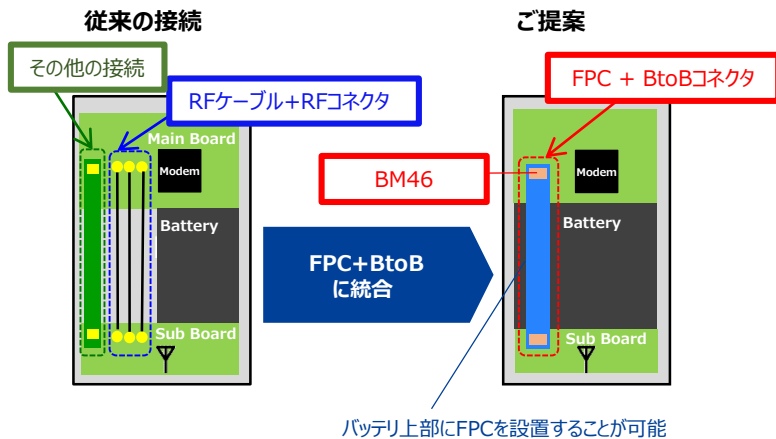 従来の接続
ご提案
その他の接続
RFケーブル+RFコネクタ
FPC + BtoBコネクタ
Main Board
Modem
Battery
Sub Board
BM46
FPC+BtoB
に統合
Modem
Battery
Sub Board
バッテリ上部にFPCを設置することが可能